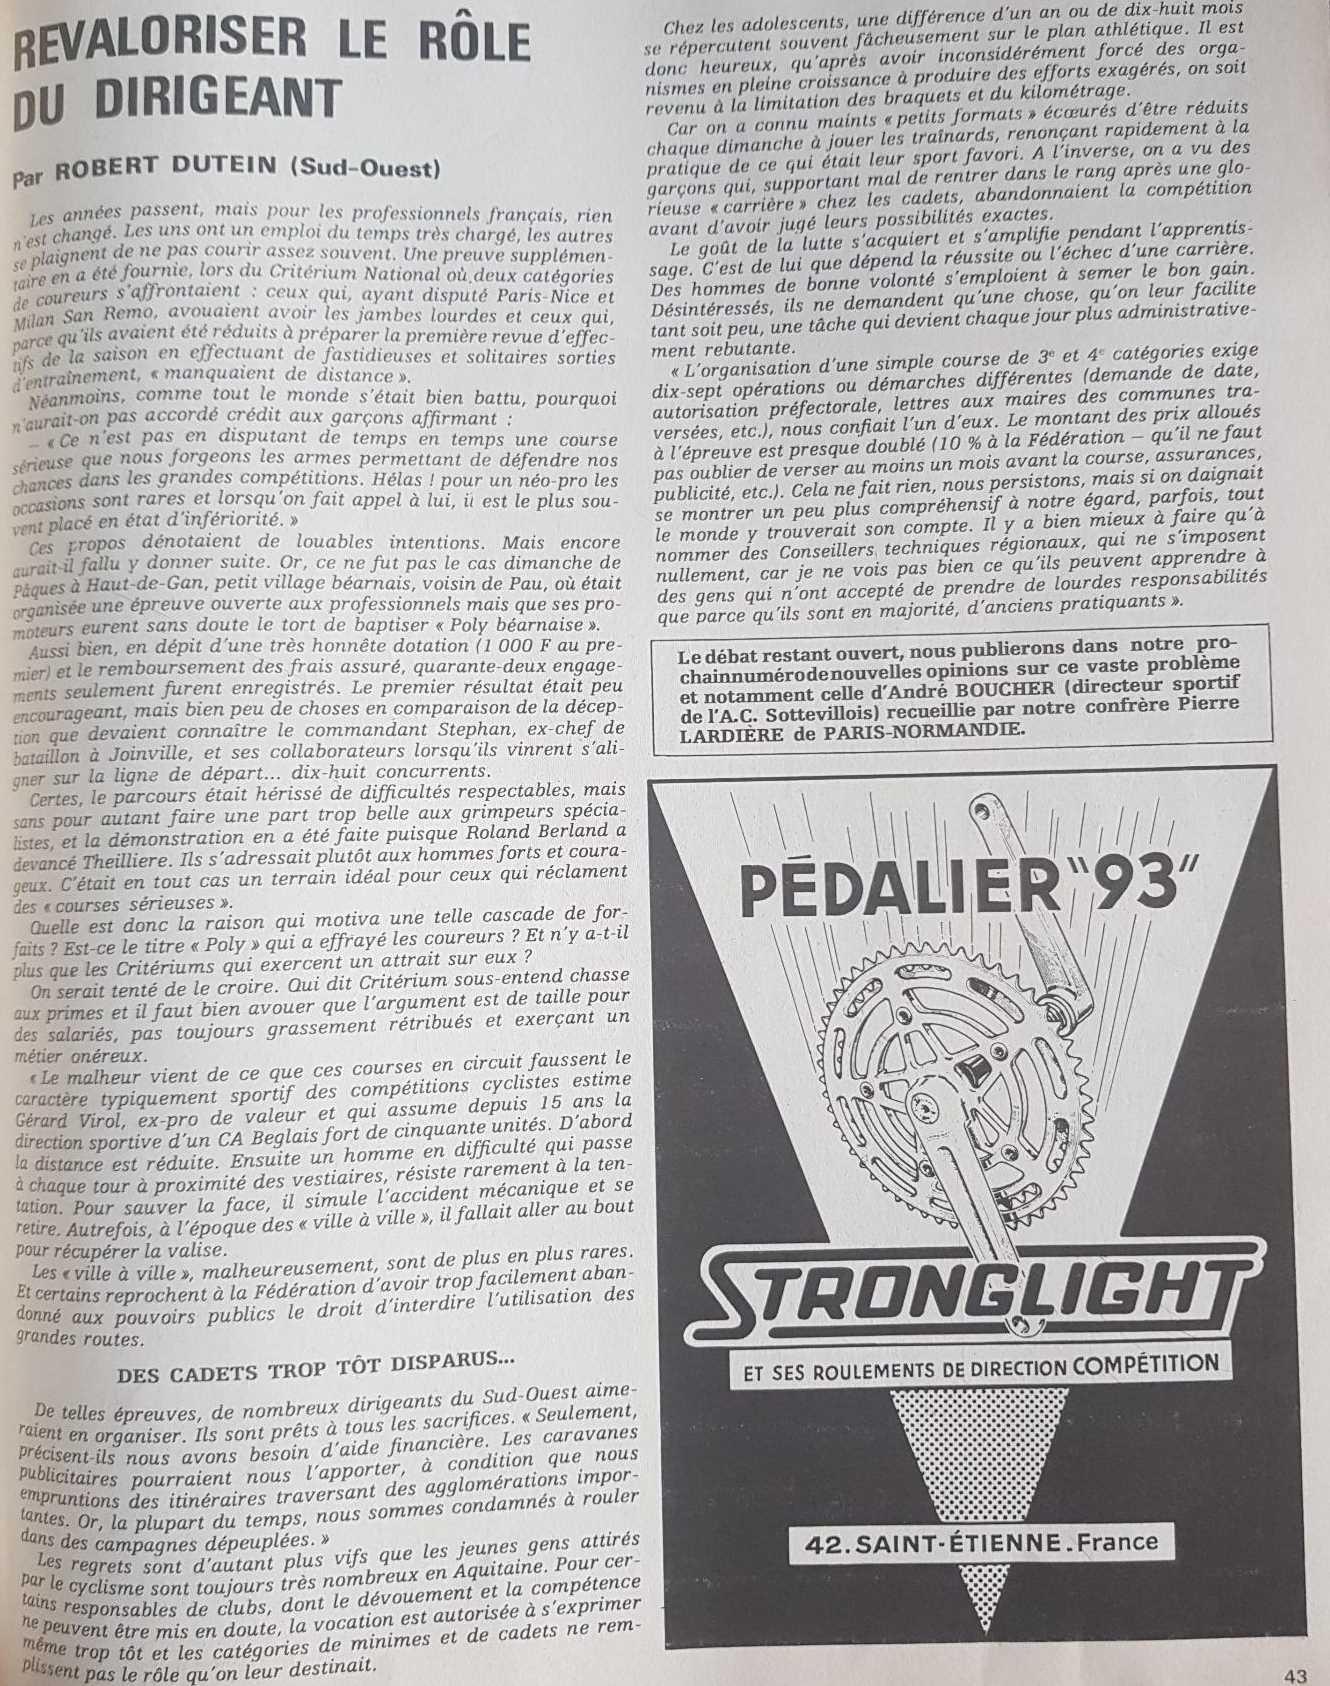 REVALORISER LE RÔLE
DU DIRIGEANT
Par ROBERT DUTEIN (Sud-Ouest)
Les années passent, mais pour les professionnels français, rien
n'est changé. Les uns ont un emploi du temps très chargé, les autres
se plaignent de ne pas courir assez souvent. Une preuve supplémen-
taire en a été fournie, lors du Critérium National où deux catégories
de coureurs s'affrontaient : ceux qui, ayant disputé Paris-Nice et
Milan San Remo, avouaient avoir les jambes lourdes et ceux qui,
parce qu'ils avaient été réduits à préparer la première revue d'effec-
tifs de la saison en effectuant de fastidieuses et solitaires sorties
d'entraînement, « manquaient de distance ».
Néanmoins, comme tout le monde s'était bien battu, pourquoi
n'aurait-on pas accordé crédit aux garçons affirmant :
– « Ce n'est pas en disputant de temps en temps une course
sérieuse que nous forgeons les armes permettant de défendre nos
chances dans les grandes compétitions. Hélas ! pour un néo-pro les
occasions sont rares et lorsqu'on fait appel à lui, il est le plus sou-
vent placé en état d'infériorité. »
Ces propos dénotaient de louables intentions. Mais encore
aurait-il fallu y donner suite. Or, ce ne fut pas le cas dimanche de
Pâques à Haut-de-Gan, petit village béarnais, voisin de Pau, où était
organisée une épreuve ouverte aux professionnels mais que ses pro-
moteurs eurent sans doute le tort de baptiser « Poly béarnaise ».
Aussi bien, en dépit d'une très honnête dotation (1 000 F au pre-
mier) et le remboursement des frais assuré, quarante-deux engage-
ments seulement furent enregistrés. Le premier résultat était peu
encourageant, mais bien peu de choses en comparaison de la décep-
tion que devaient connaître le commandant Stephan, ex-chef de
bataillon à Joinville, et ses collaborateurs lorsqu'ils vinrent s'ali-
gner sur la ligne de départ... dix-huit concurrents.
Certes, le parcours était hérissé de difficultés respectables, mais
sans pour autant faire une part trop belle aux grimpeurs spécia-
listes, et la démonstration en a été faite puisque Roland Berland a
devancé Theilliere. Ils s'adressait plutôt aux hommes forts et coura-
geux. C'était en tout cas un terrain idéal pour ceux qui réclament
des « courses sérieuses ».
Quelle est donc la raison qui motiva une telle cascade de for-
faits ? Est-ce le titre « Poly » qui a effrayé les coureurs ? Et n'y a-t-il
plus que les Critériums qui exercent un attrait sur eux ?
On serait tenté de le croire. Qui dit Critérium sous-entend chasse
aux primes et il faut bien avouer que l'argument est de taille pour
des salariés, pas toujours grassement rétribués et exerçant un
métier onéreux.
« Le malheur vient de ce que ces courses en circuit faussent le
caractère typiquement sportif des compétitions cyclistes estime
Gérard Virol, ex-pro de valeur et qui assume depuis 15 ans la
direction sportive d'un CA Beglais fort de cinquante unités. D'abord
la distance est réduite. Ensuite un homme en difficulté qui passe
à chaque tour à proximité des vestiaires, résiste rarement à la ten-
tation. Pour sauver la face, il simule l'accident mécanique et se
retire. Autrefois, à l'époque des « ville à ville », il fallait aller au bout
pour récupérer la valise.
Les « ville à ville », malheureusement, sont de plus en plus rares.
Et certains reprochent à la Fédération d'avoir trop facilement aban-
donné aux pouvoirs publics le droit d'interdire l'utilisation des
grandes routes.
DES CADETS TROP TÔT DISPARUS...
De telles épreuves, de nombreux dirigeants du Sud-Ouest aime-
raient en organiser. Ils sont prêts à tous les sacrifices. « Seulement,
précisent-ils nous avons besoin d'aide financière. Les caravanes
publicitaires pourraient nous l'apporter, à condition que nous
empruntions des itinéraires traversant des agglomérations impor-
tantes. Or, la plupart du temps, nous sommes condamnés à rouler
dans des campagnes dépeuplées. »
Les regrets sont d'autant plus vifs que les jeunes gens attirés
par le cyclisme sont toujours très nombreux en Aquitaine. Pour cer-
tains responsables de clubs, dont le dévouement et la compétence
ne peuvent être mis en doute, la vocation est autorisée à s'exprimer
même trop tôt et les catégories de minimes et de cadets ne rem-
plissent pas le rôle qu'on leur destinait.
Chez les adolescents, une différence d'un an ou de dix-huit mois
se répercutent souvent fâcheusement sur le plan athlétique. Il est
donc heureux, qu'après avoir inconsidérément forcé des orga-
nismes en pleine croissance à produire des efforts exagérés, on soit
revenu à la limitation des braquets et du kilométrage.
Car on a connu maints « petits formats » écœurés d'être réduits
chaque dimanche à jouer les traînards, renonçant rapidement à la
pratique de ce qui était leur sport favori. A l'inverse, on a vu des
garçons qui, supportant mal de rentrer dans le rang après une glo-
rieuse « carrière » chez les cadets, abandonnaient la compétition
avant d'avoir jugé leurs possibilités exactes.
Le goût de la lutte s'acquiert et s'amplifie pendant l'apprentis-
sage. C'est de lui que dépend la réussite ou l'échec d'une carrière.
Des hommes de bonne volonté s'emploient à semer le bon gain.
Désintéressés, ils ne demandent qu'une chose, qu'on leur facilite
tant soit peu, une tâche qui devient chaque jour plus administrative-
ment rebutante.
« L'organisation d'une simple course de 3e et 4e catégories exige
dix-sept opérations ou démarches différentes (demande de date,
autorisation préfectorale, lettres aux maires des communes tra-
versées, etc.), nous confiait l'un d'eux. Le montant des prix alloués
à l'épreuve est presque doublé (10 % à la Fédération – qu'il ne faut
pas oublier de verser au moins un mois avant la course, assurances,
publicité, etc.). Cela ne fait rien, nous persistons, mais si on daignait
se montrer un peu plus compréhensif à notre égard, parfois, tout
le monde y trouverait son compte. Il y a bien mieux à faire qu'à
nommer des Conseillers techniques régionaux, qui ne s'imposent
nullement, car je ne vois pas bien ce qu'ils peuvent apprendre à
des gens qui n'ont accepté de prendre de lourdes responsabilités
que parce qu'ils sont en majorité, d'anciens pratiquants ».
Le débat restant ouvert, nous publierons dans notre pro-
chain numéro de nouvelles opinions sur ce vaste problème
et notamment celle d'André BOUCHER (directeur sportif
de l'A.C. Sottevillois) recueillie par notre confrère Pierre
LARDIÈRE de PARIS-NORMANDIE.
PÉDALIER "93"
STRONGLIGHT
ET SES ROULEMENTS DE DIRECTION COMPÉTITION
42. SAINT-ÉTIENNE. France
43